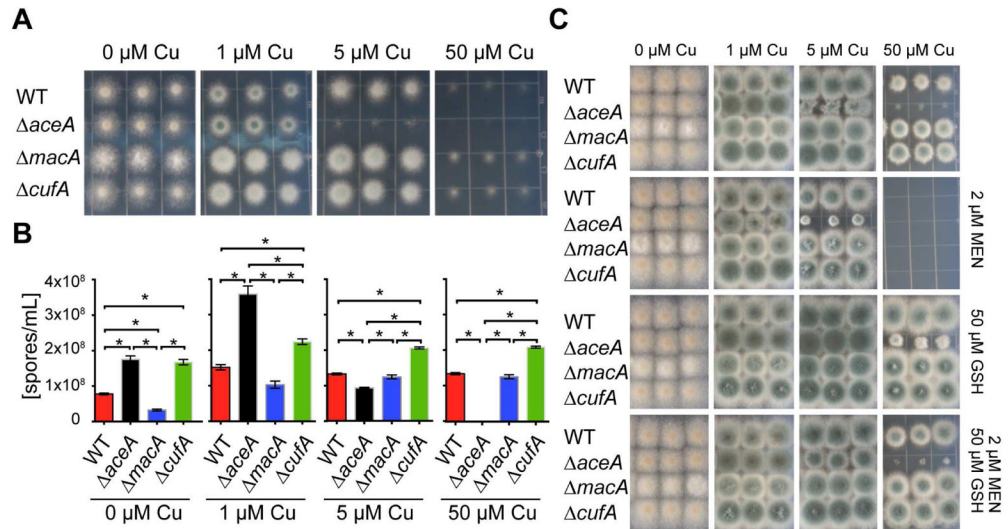 A
0 μM Cu 1 μM Cu 5 μM Cu 50 μM Cu
WT
ΔaceA
ΔmacA
ΔcufA
B
[spores/mL]
4x10⁸
3x10⁸
2x10⁸
1x10⁸
0
* * * * *
* * * * * *
* * * * * *
* * * * * *
WT ΔaceA ΔmacA ΔcufA WT ΔaceA ΔmacA ΔcufA WT ΔaceA ΔmacA ΔcufA WT ΔaceA ΔmacA ΔcufA
0 μM Cu 1 μM Cu 5 μM Cu 50 μM Cu
C
0 μM Cu 1 μM Cu 5 μM Cu 50 μM Cu
WT
ΔaceA
ΔmacA
ΔcufA
WT
ΔaceA
ΔmacA
ΔcufA
2 μM MEN
WT
ΔaceA
ΔmacA
ΔcufA
50 μM GSH
WT
ΔaceA
ΔmacA
ΔcufA
2 μM MEN
50 μM GSH